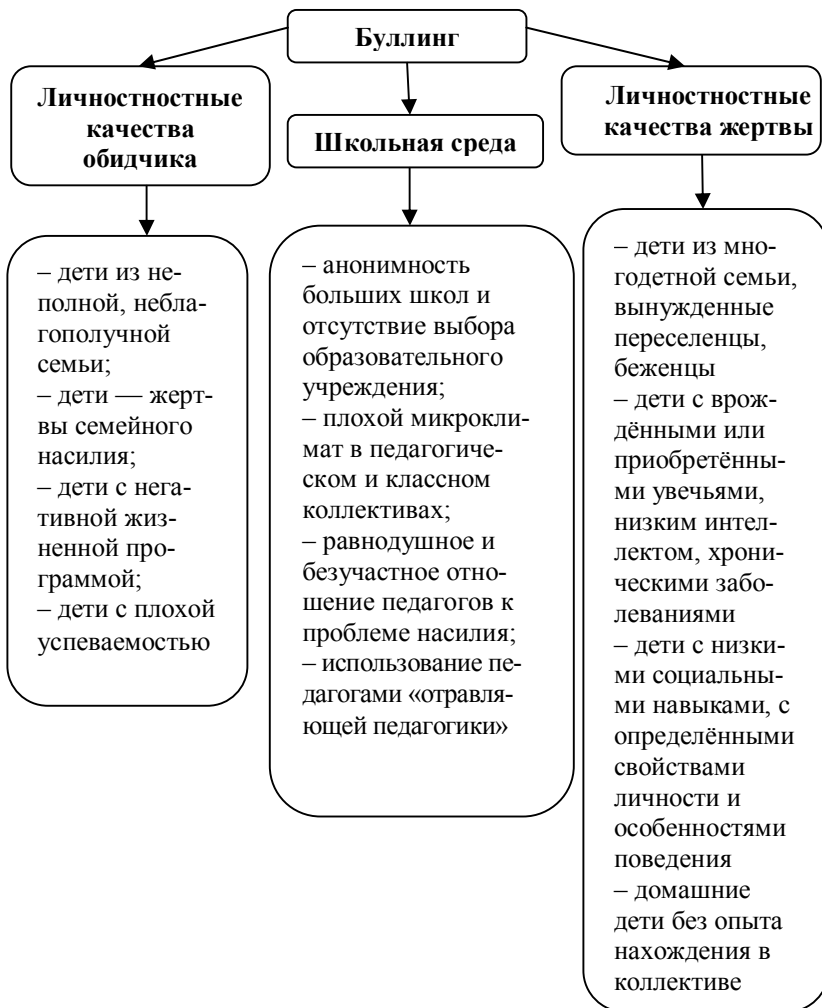 Буллинг
Личностностные
качества
обидчика
Школьная среда
Личностностные
качества жертвы
– дети из не-
полной, небла-
гополучной
семьи;
– дети — жерт-
вы семейного
насилия;
– дети с нега-
тивной жиз-
ненной про-
граммой;
– дети с плохой
успеваемостью
– анонимность
больших школ и
отсутствие выбора
образовательного
учреждения;
– плохой микрокли-
мат в педагогиче-
ском и классном
коллективах;
– равнодушное и
безучастное отно-
шение педагогов к
проблеме насилия;
– использование пе-
дагогами «отравля-
ющей педагогики»
– дети из мно-
годетной семьи,
вынужденные
переселенцы,
беженцы
– дети с врож-
дёнными или
приобретённы-
ми увечьями,
низким интел-
лектом, хрони-
ческими забо-
леваниями
– дети с низки-
ми социальны-
ми навыками, с
определёнными
свойствами
личности и
особенностями
поведения
– домашние
дети без опыта
нахождения в
коллективе